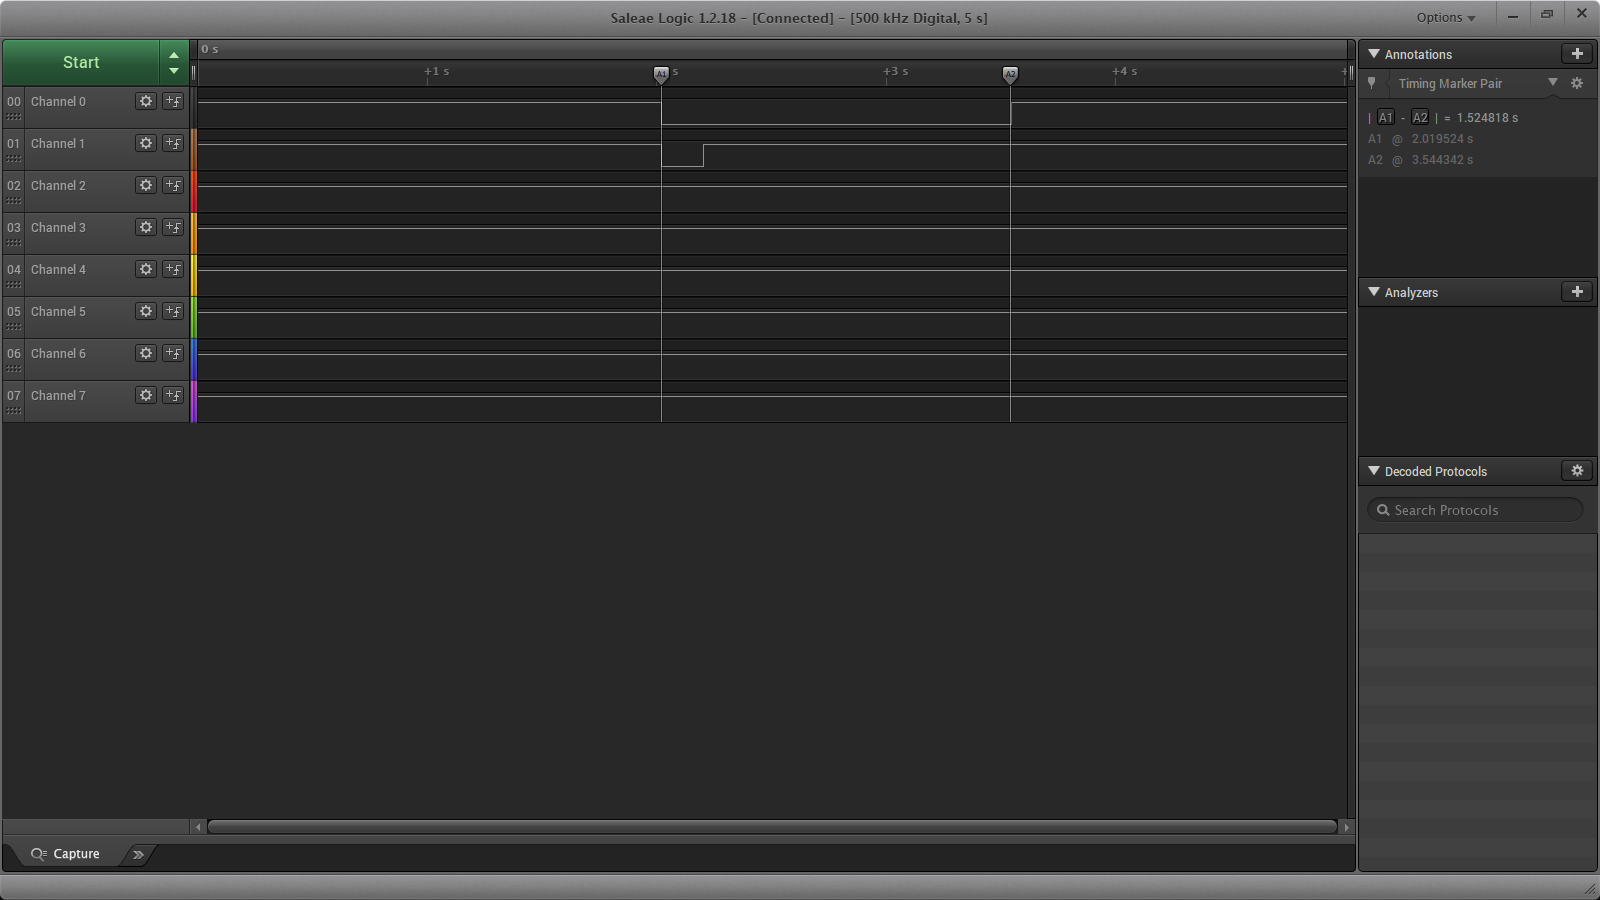 Saleae Logic 1.2.18 - [Connected] - [500 kHz Digital, 5 s]
Options
Start
0 s
+1 s
s
+3 s
+4 s
+
A1
A2
00 Channel 0
01 Channel 1
02 Channel 2
03 Channel 3
04 Channel 4
05 Channel 5
06 Channel 6
07 Channel 7
Annotations
Timing Marker Pair
| A1 - A2 | = 1.524818 s
A1 @ 2.019524 s
A2 @ 3.544342 s
Analyzers
Decoded Protocols
Search Protocols
Capture